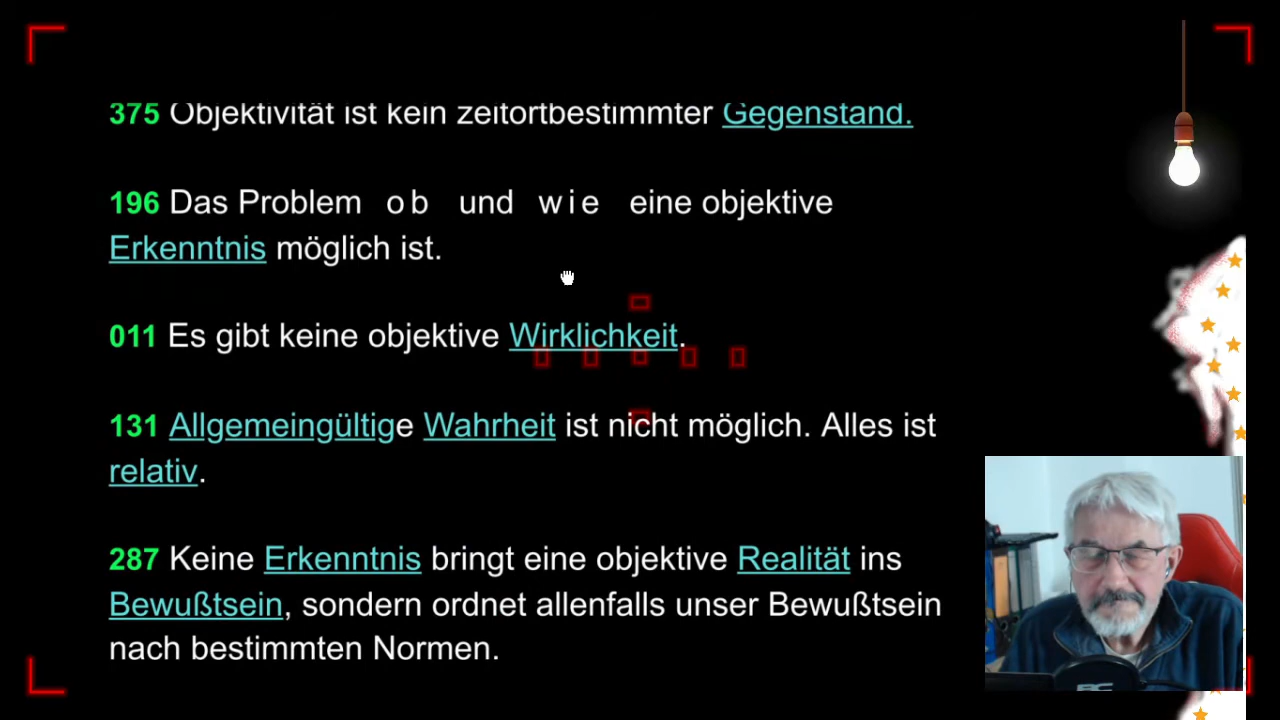 375 Objektivität ist kein zeitortbestimmter Gegenstand.
196 Das Problem o b und w i e eine objektive
Erkenntnis möglich ist.
011 Es gibt keine objektive Wirklichkeit.
131 Allgemeingültige Wahrheit ist nicht möglich. Alles ist
relativ.
287 Keine Erkenntnis bringt eine objektive Realität ins
Bewußtsein, sondern ordnet allenfalls unser Bewußtsein
nach bestimmten Normen.